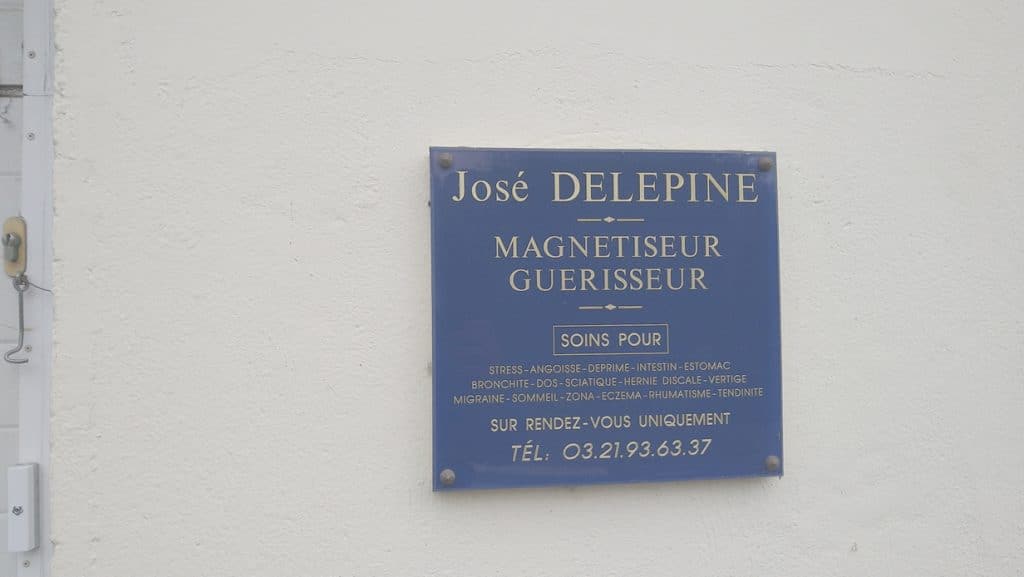 José DELEPINE
MAGNETISEUR
GUERISSEUR
SOINS POUR
STRESS-ANGOISSE-DEPRIME-INTESTIN-ESTOMAC
BRONCHITE-DOS-SCIATIQUE-HERNIE DISCALE-VERTIGE
MIGRAINE-SOMMEIL-ZONA-ECZEMA-RHUMATISME-TENDINITE
SUR RENDEZ-VOUS UNIQUEMENT
TÉL: 03.21.93.63.37